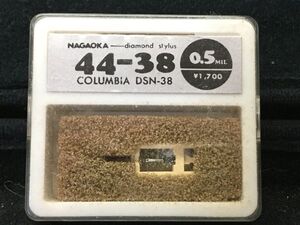 NAGAOKA — diamond stylus
44-38
0.5 MIL
COLUMBiA DSN-38
¥1,700